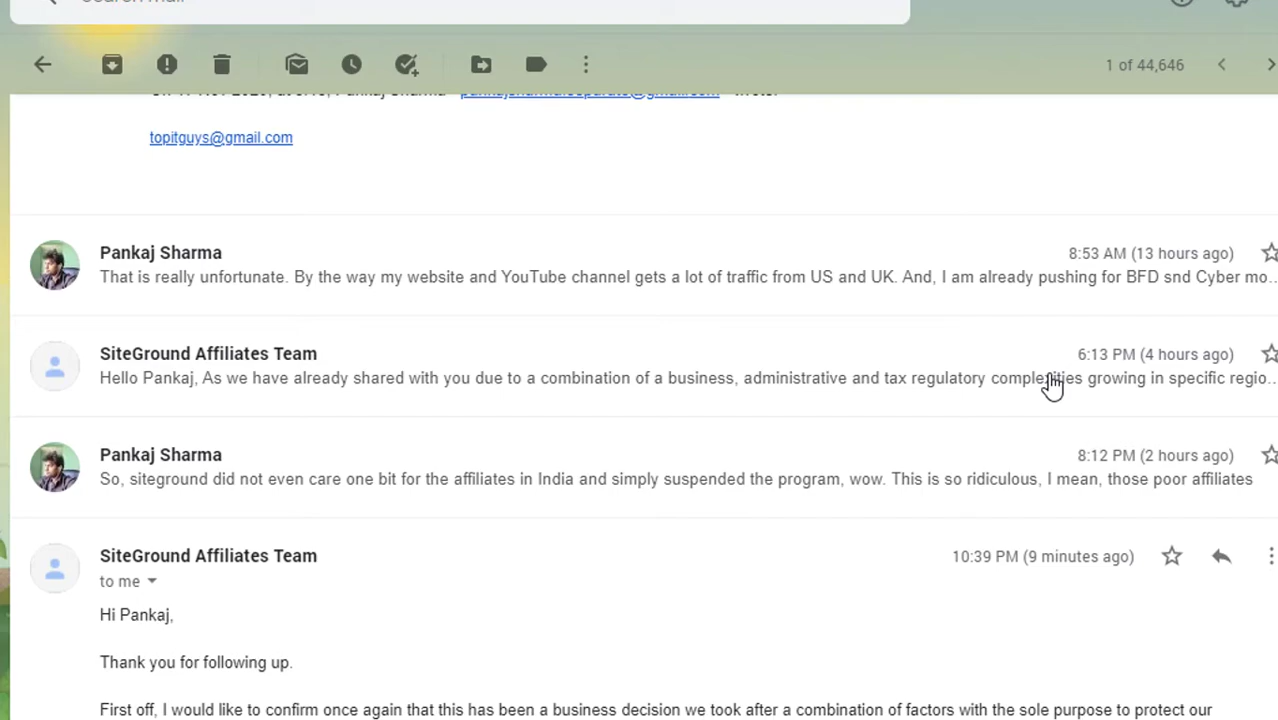 1 of 44,646
topitguys@gmail.com
Pankaj Sharma
8:53 AM (13 hours ago)
That is really unfortunate. By the way my website and YouTube channel gets a lot of traffic from US and UK. And, I am already pushing for BFD snd Cyber mo...
SiteGround Affiliates Team
6:13 PM (4 hours ago)
Hello Pankaj, As we have already shared with you due to a combination of a business, administrative and tax regulatory complexities growing in specific regio...
Pankaj Sharma
8:12 PM (2 hours ago)
So, siteground did not even care one bit for the affiliates in India and simply suspended the program, wow. This is so ridiculous, I mean, those poor affiliates
SiteGround Affiliates Team
10:39 PM (9 minutes ago)
to me
Hi Pankaj,
Thank you for following up.
First off, I would like to confirm once again that this has been a business decision we took after a combination of factors with the sole purpose to protect our